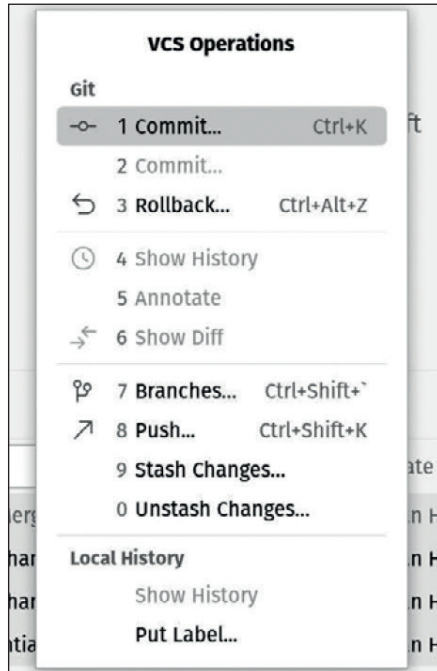 VCS Operations
Git
1 Commit... Ctrl+K
2 Commit...
3 Rollback... Ctrl+Alt+Z
4 Show History
5 Annotate
6 Show Diff
7 Branches... Ctrl+Shift+`
8 Push... Ctrl+Shift+K
9 Stash Changes...
0 Unstash Changes...
Local History
Show History
Put Label...